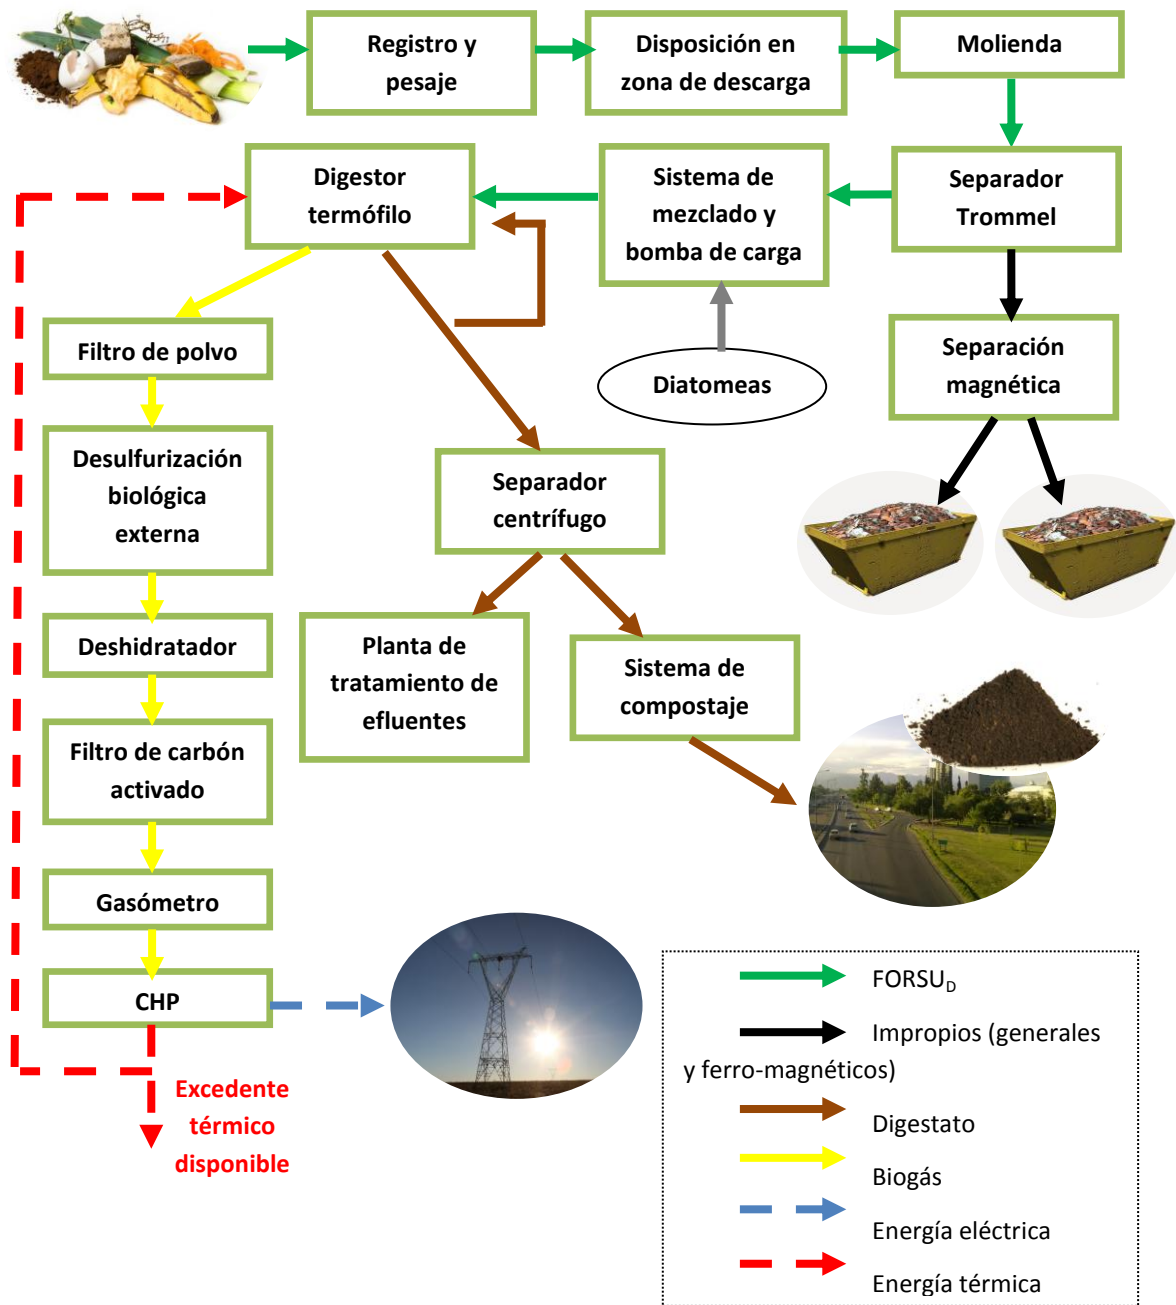 Registro y
pesaje
Disposición en
zona de descarga
Molienda
Digestor
termófilo
Sistema de
mezclado y
bomba de carga
Separador
Trommel
Filtro de polvo
Diatomeas
Separación
magnética
Desulfurización
biológica
externa
Separador
centrífugo
Deshidratador
Planta de
tratamiento de
efluentes
Sistema de
compostaje
Filtro de carbón
activado
Gasómetro
CHP
Excedente
térmico
disponible
FORSU_D
Impropios (generales
y ferro-magnéticos)
Digestato
Biogás
Energía eléctrica
Energía térmica